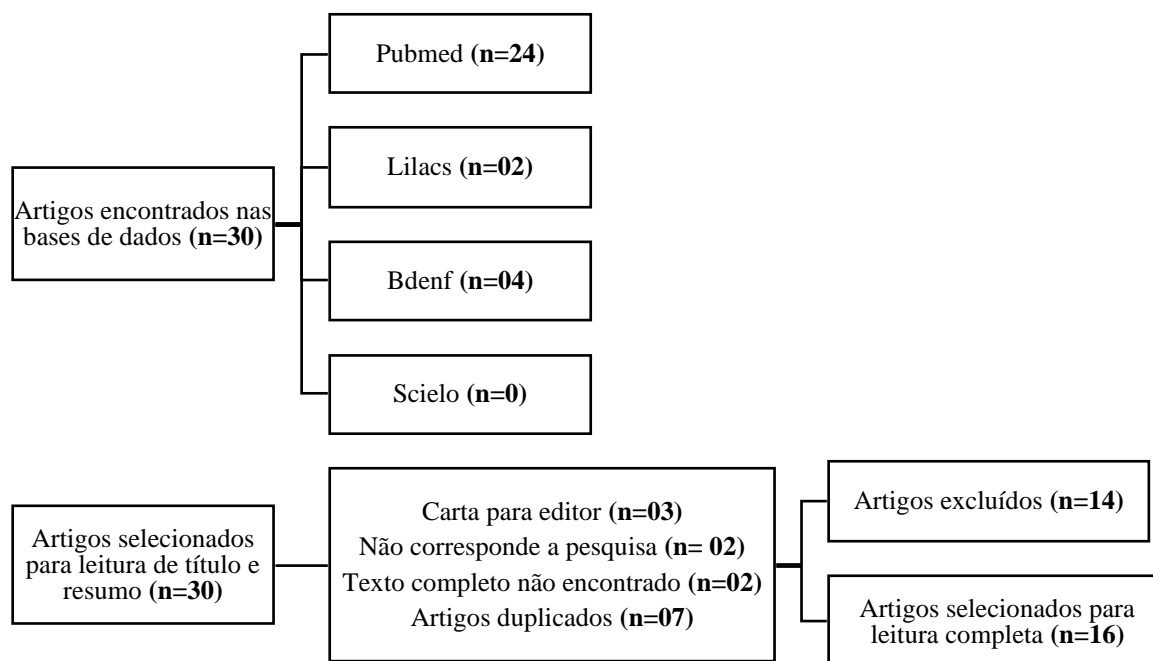 Pubmed (n=24)
Lilacs (n=02)
Artigos encontrados nas
bases de dados (n=30)
Bdenf (n=04)
Scielo (n=0)
Artigos selecionados
para leitura de título e
resumo (n=30)
Carta para editor (n=03)
Não corresponde a pesquisa (n= 02)
Texto completo não encontrado (n=02)
Artigos duplicados (n=07)
Artigos excluídos (n=14)
Artigos selecionados para
leitura completa (n=16)